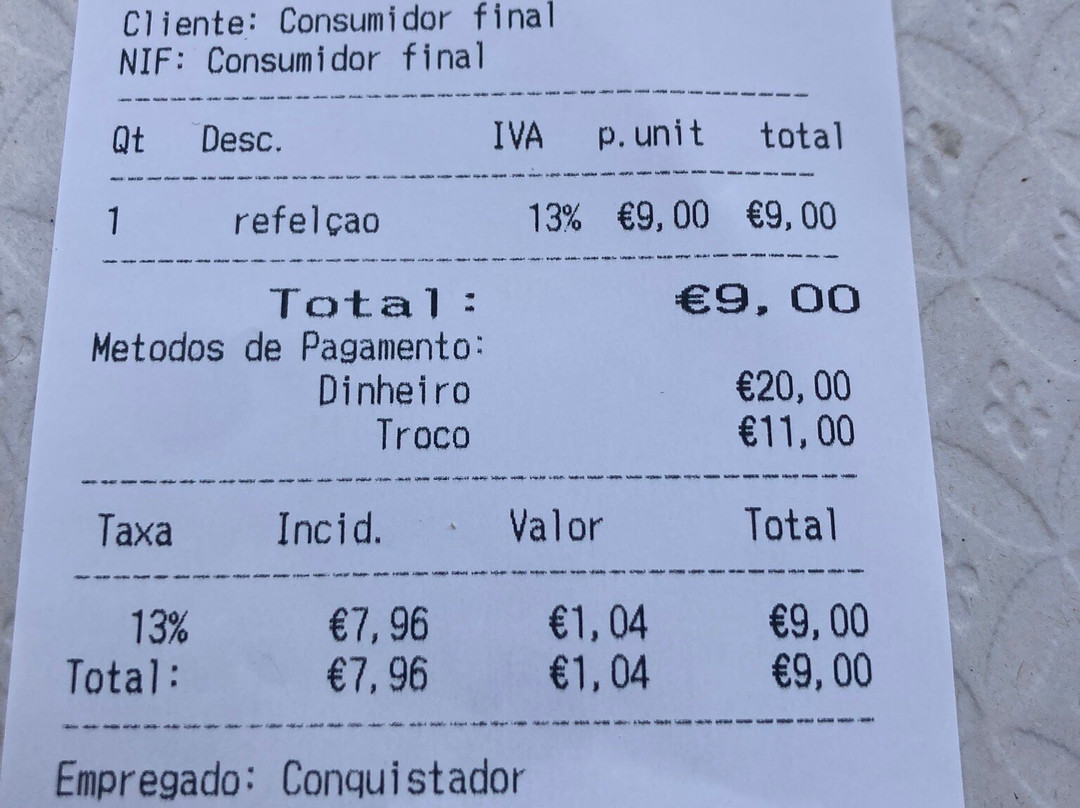 Cliente: Consumidor final
NIF: Consumidor final
Qt Desc. IVA p.unit total
1 refelçao 13% €9,00 €9,00
Total: €9,00
Metodos de Pagamento:
Dinheiro €20,00
Troco €11,00
Taxa Incid. Valor Total
13% €7,96 €1,04 €9,00
Total: €7,96 €1,04 €9,00
Empregado: Conquistador